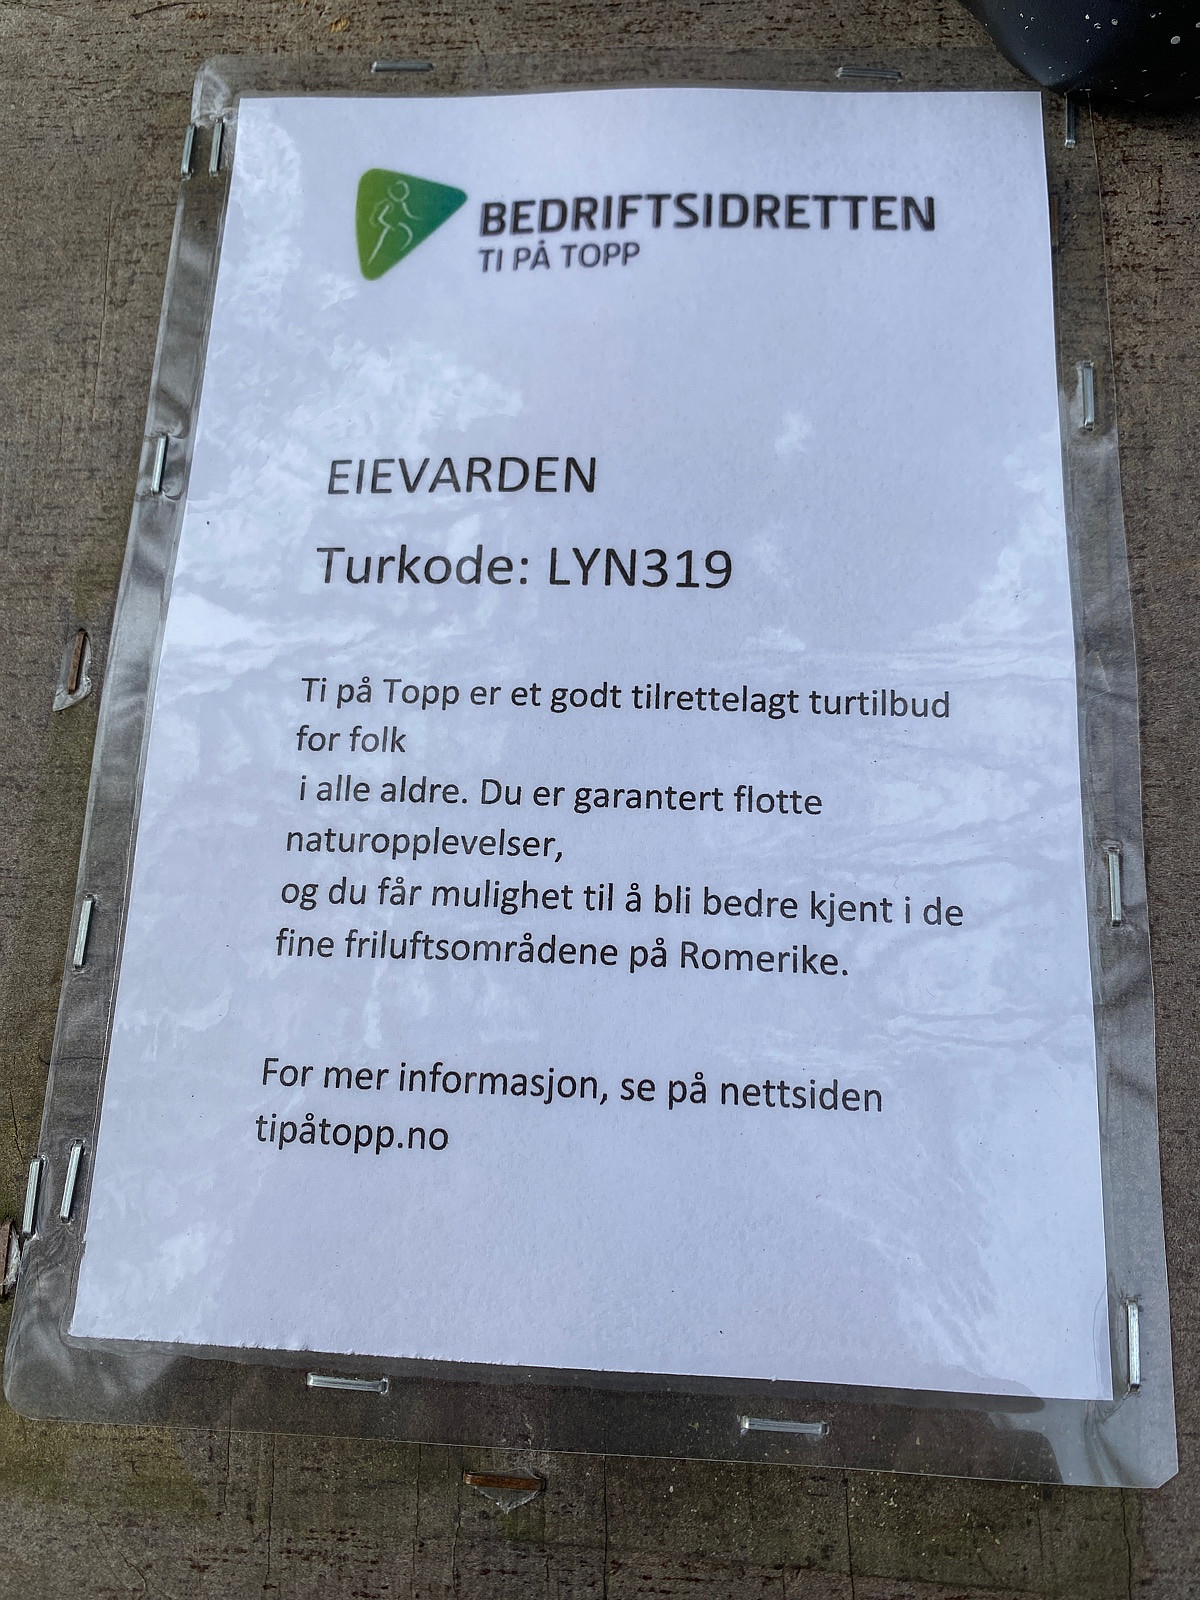 BEDRIFTSIDRETTEN
TI PÅ TOPP
EIEVARDEN
Turkode: LYN319
Ti på Topp er et godt tilrettelagt turtilbud
for folk
i alle aldre. Du er garantert flotte
naturopplevelser,
og du får mulighet til å bli bedre kjent i de
fine friluftsområdene på Romerike.
For mer informasjon, se på nettsiden
tipåtopp.no